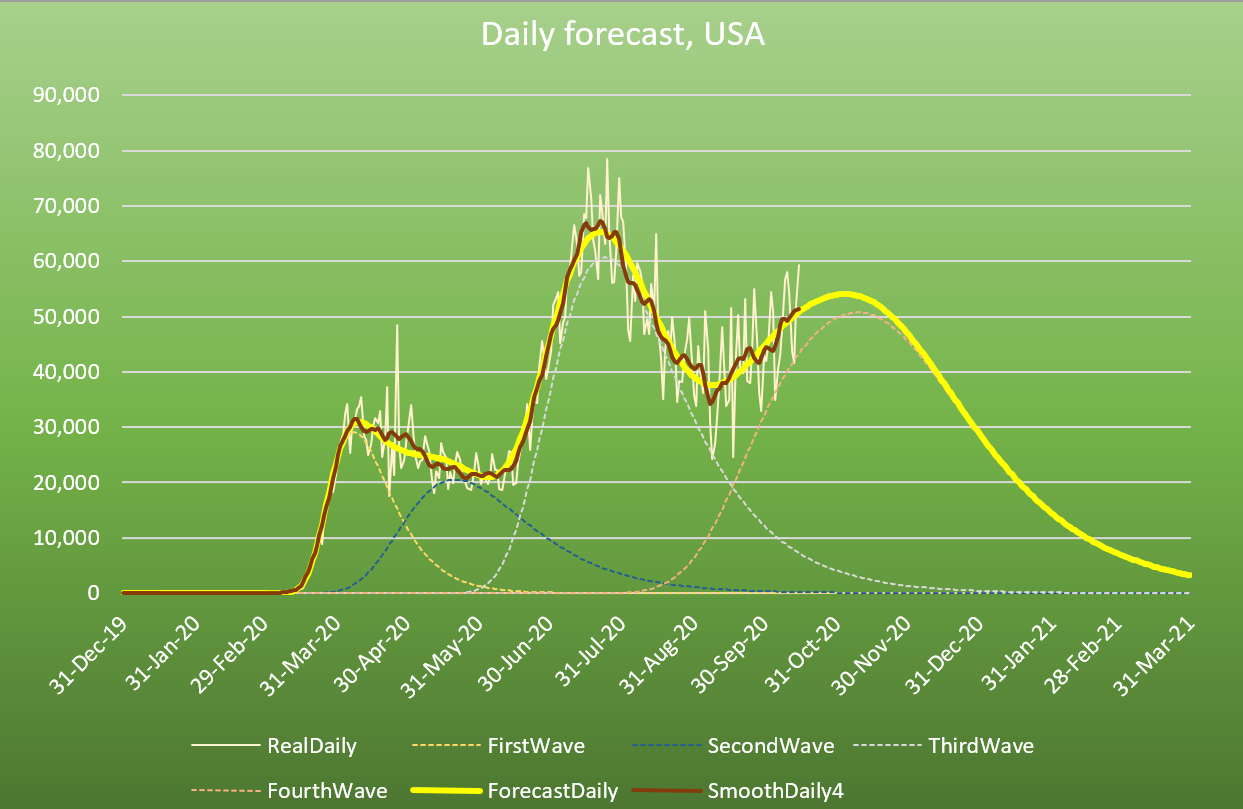 Daily forecast, USA
90,000
80,000
70,000
60,000
50,000
40,000
30,000
20,000
10,000
0
31-Dec-19
31-Jan-20
29-Feb-20
31-Mar-20
30-Apr-20
31-May-20
30-Jun-20
31-Jul-20
31-Aug-20
30-Sep-20
31-Oct-20
30-Nov-20
31-Dec-20
31-Jan-21
28-Feb-21
31-Mar-21
RealDaily FirstWave SecondWave ThirdWave
FourthWave ForecastDaily SmoothDaily4